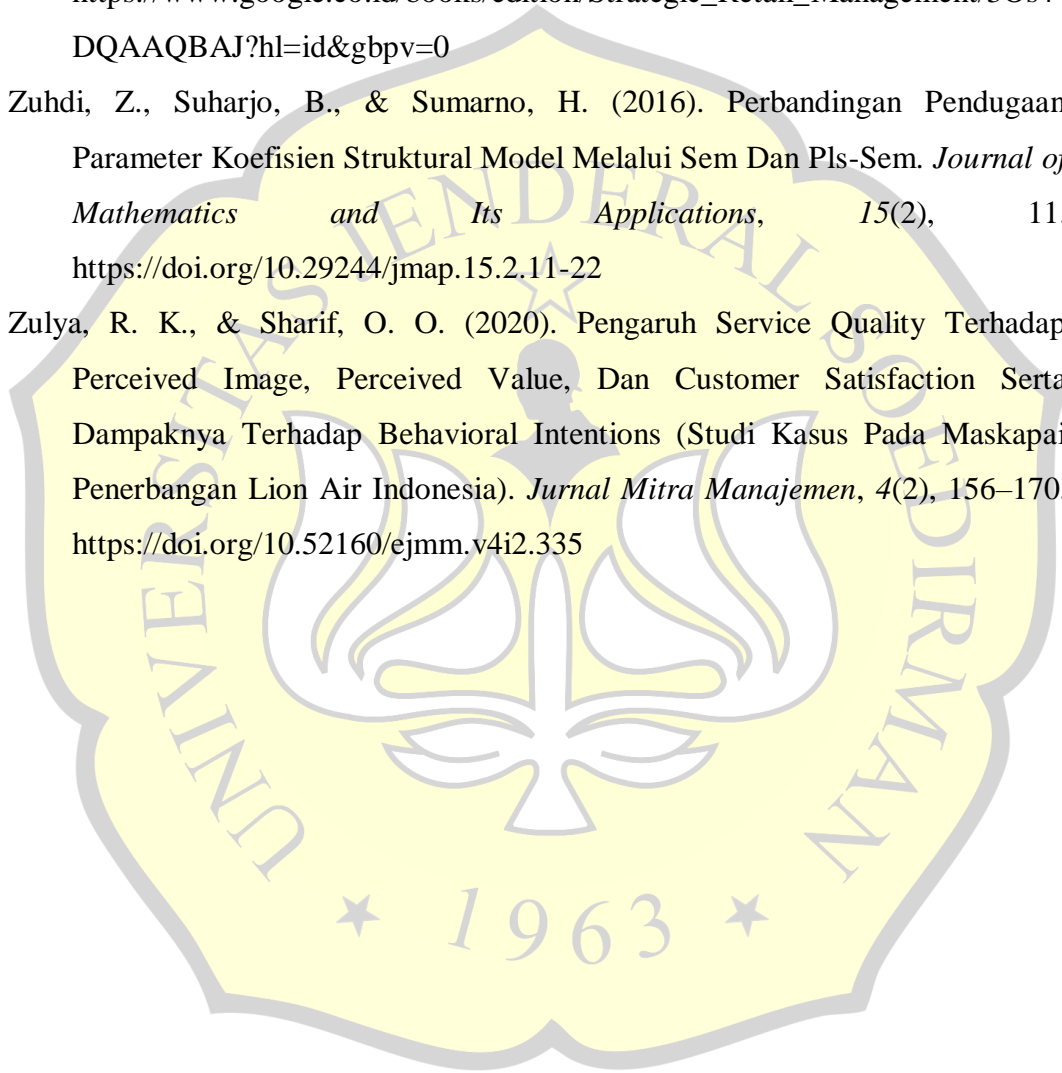 DQAAQBAJ?hl=id&gbpv=0
Zuhdi, Z., Suharjo, B., & Sumarno, H. (2016). Perbandingan Pendugaan
Parameter Koefisien Struktural Model Melalui Sem Dan Pls-Sem. Journal of
Mathematics and Its Applications, 15(2), 11.
https://doi.org/10.29244/jmap.15.2.11-22
Zulya, R. K., & Sharif, O. O. (2020). Pengaruh Service Quality Terhadap
Perceived Image, Perceived Value, Dan Customer Satisfaction Serta
Dampaknya Terhadap Behavioral Intentions (Studi Kasus Pada Maskapai
Penerbangan Lion Air Indonesia). Jurnal Mitra Manajemen, 4(2), 156–170.
https://doi.org/10.52160/ejmm.v4i2.335
UNIVERSITAS JENDERAL SOEDIRMAN
1963